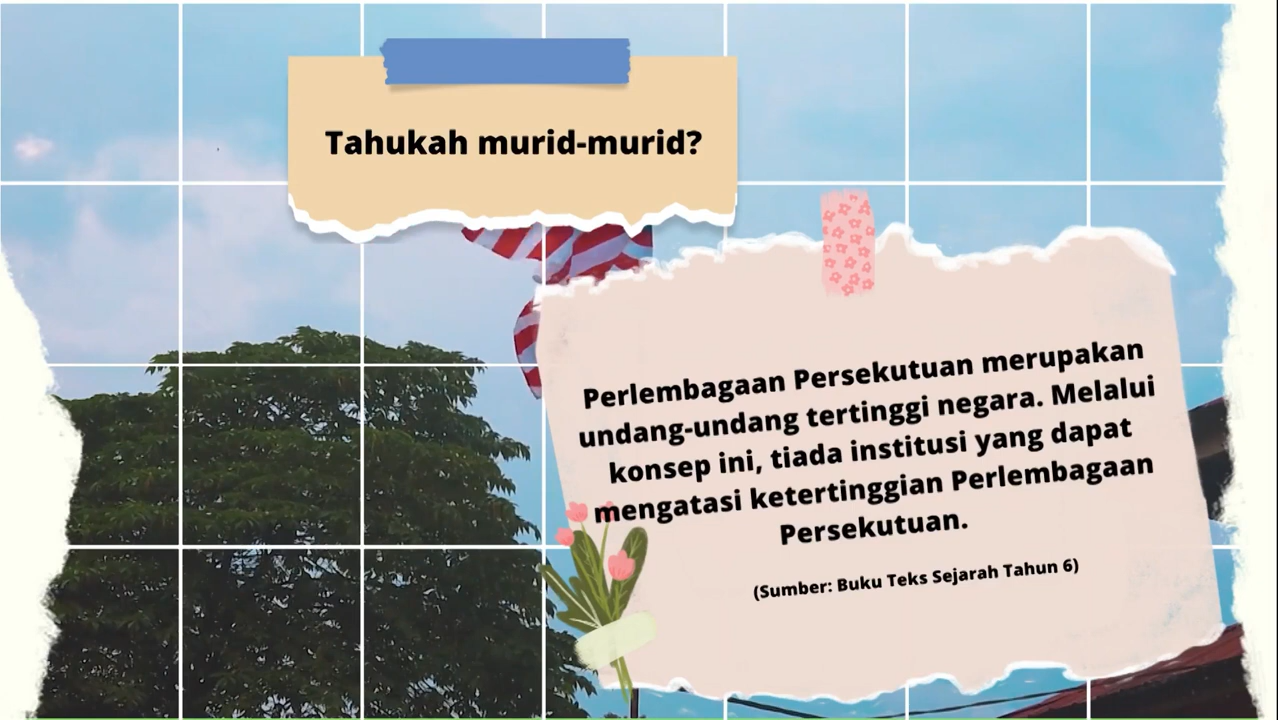 Tahukah murid-murid?
Perlembagaan Persekutuan merupakan
undang-undang tertinggi negara. Melalui
konsep ini, tiada institusi yang dapat
mengatasi ketertinggian Perlembagaan
Persekutuan.
(Sumber: Buku Teks Sejarah Tahun 6)